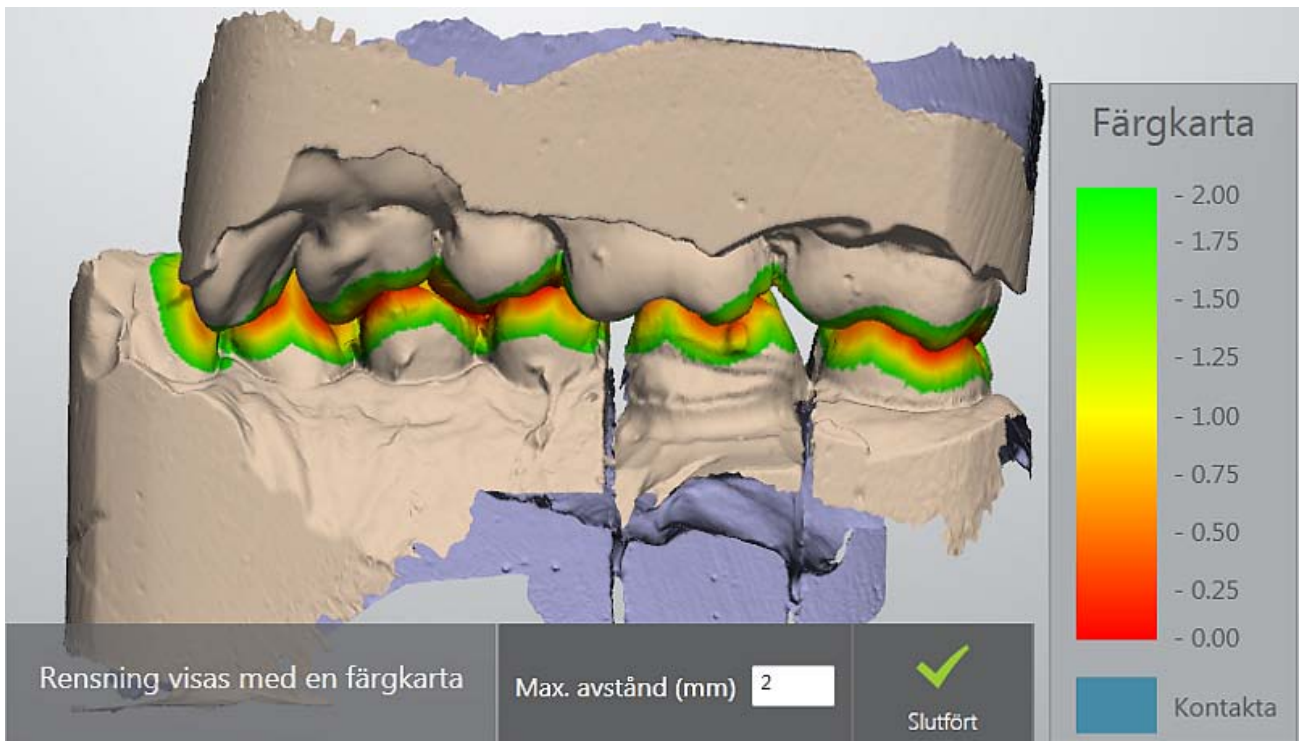 Färgkarta
- 2.00
- 1.75
- 1.50
- 1.25
- 1.00
- 0.75
- 0.50
- 0.25
- 0.00
Kontakta
Rensning visas med en färgkarta
Max. avstånd (mm) 2
Slutfört